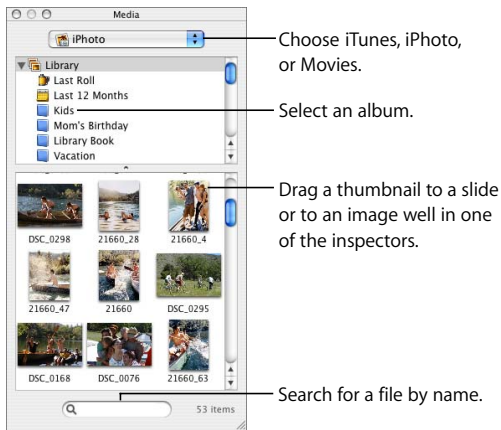 Media
iPhoto
Choose iTunes, iPhoto,
or Movies.
Library
Last Roll
Last 12 Months
Kids
Select an album.
Mom's Birthday
Library Book
Vacation
Drag a thumbnail to a slide
or to an image well in one
of the inspectors.
DSC_0298 21660_28 21660_4
21660_47 21660 DSC_0295
DSC_0168 DSC_0076 21660_63
Search for a file by name.
53 items